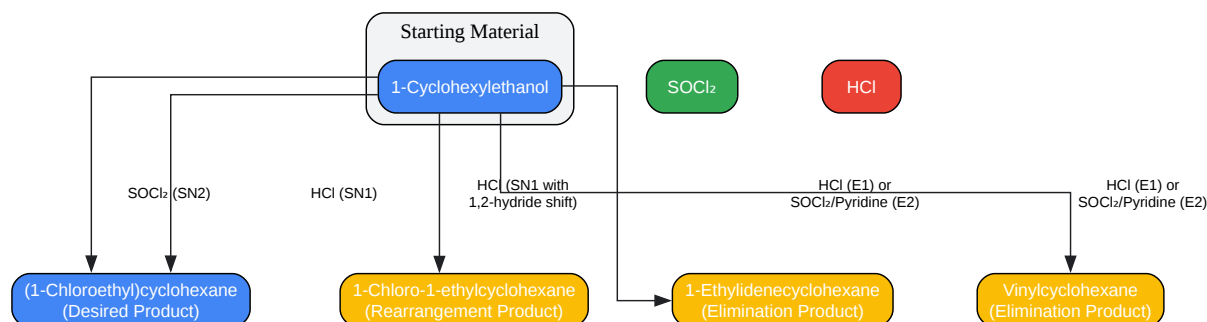 Starting Material
1-Cyclohexylethanol
SOCl₂
HCl
SOCl₂ (SN2)
HCl (SN1)
HCl (SN1 with
1,2-hydride shift)
HCl (E1) or
SOCl₂/Pyridine (E2)
HCl (E1) or
SOCl₂/Pyridine (E2)
(1-Chloroethyl)cyclohexane
(Desired Product)
1-Chloro-1-ethylcyclohexane
(Rearrangement Product)
1-Ethylidenecyclohexane
(Elimination Product)
Vinylcyclohexane
(Elimination Product)